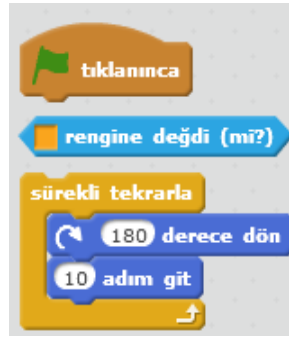 tıklanınca
rengine değdi (mi?)
sürekli tekrarla
180 derece dön
10 adım git